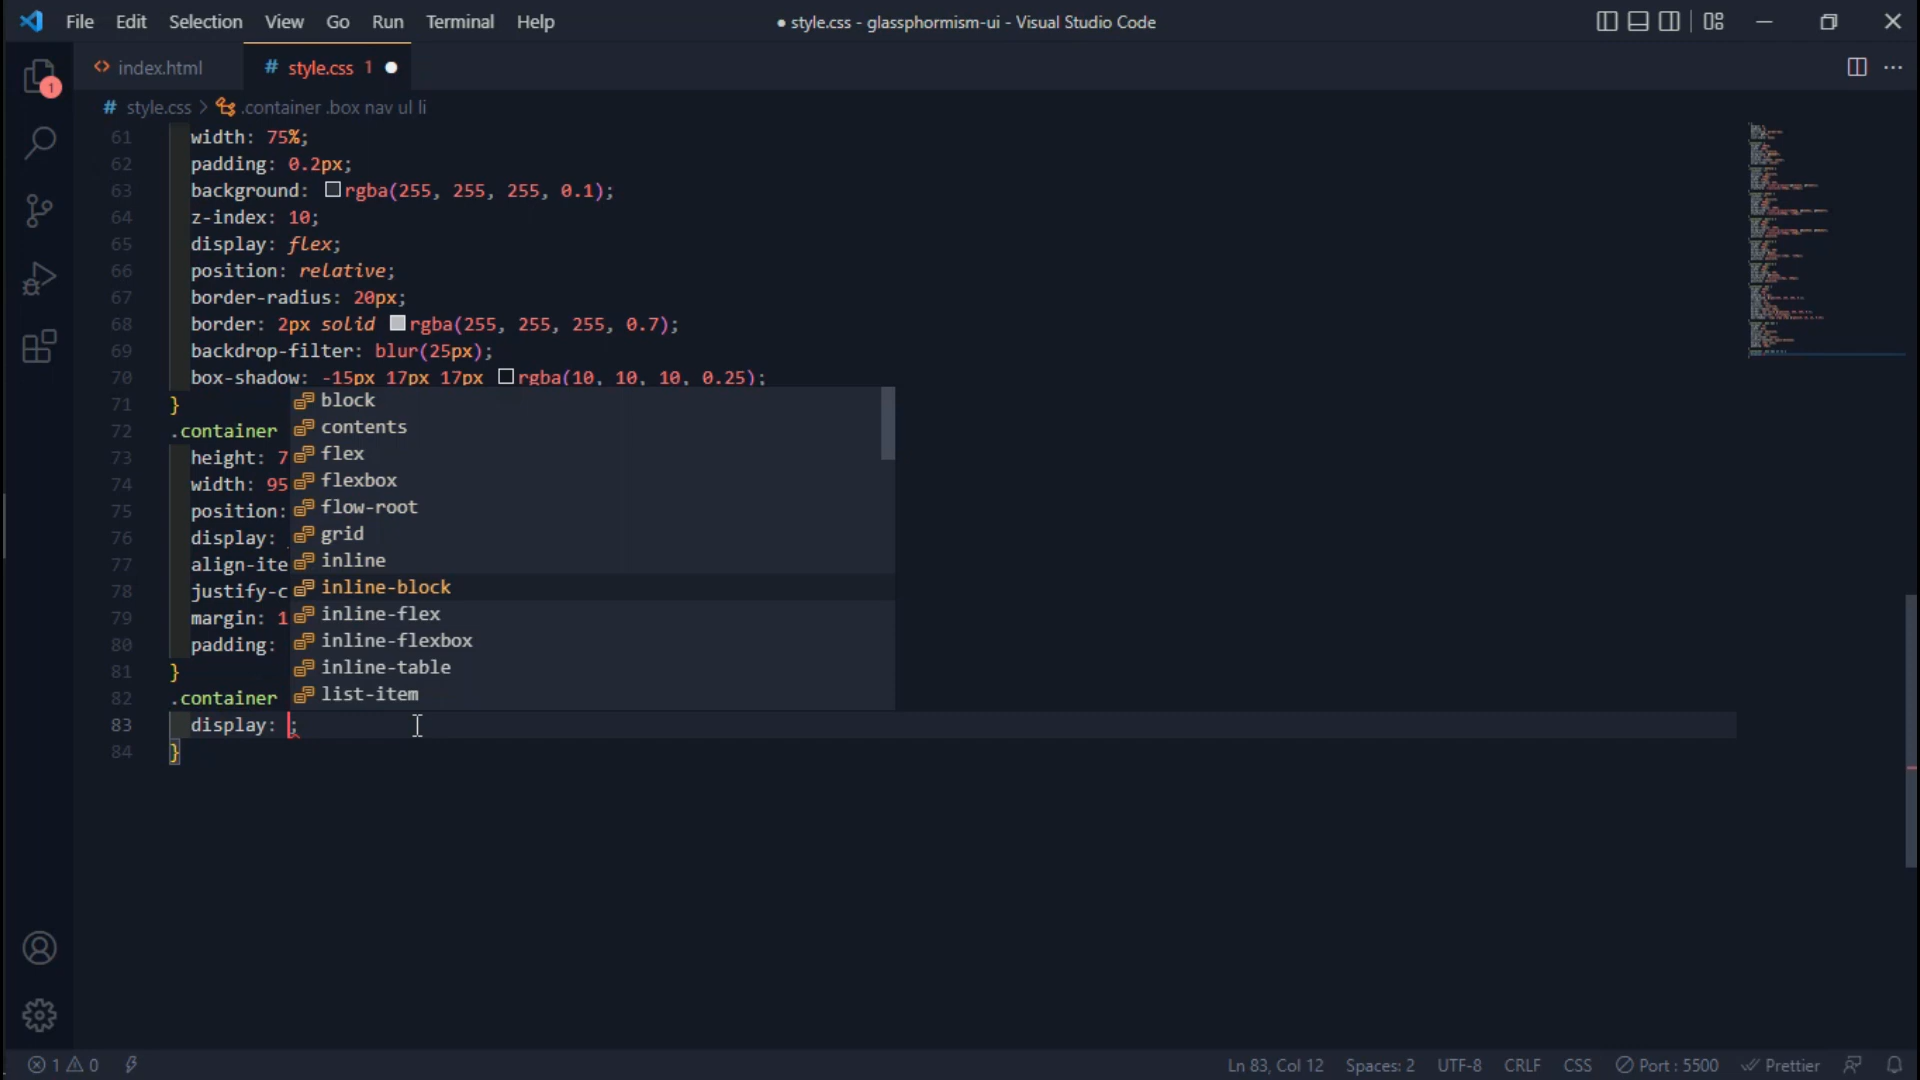 File Edit Selection View Go Run Terminal Help
● style.css - glassphormism-ui - Visual Studio Code
index.html
# style.css 1 ●
# style.css > .container .box nav ul li
61 width: 75%;
62 padding: 0.2px;
63 background: rgba(255, 255, 255, 0.1);
64 z-index: 10;
65 display: flex;
66 position: relative;
67 border-radius: 20px;
68 border: 2px solid rgba(255, 255, 255, 0.7);
69 backdrop-filter: blur(25px);
70 box-shadow: -15px 17px 17px rgba(10, 10, 10, 0.25);
71 }
72 .container
73 height: 7
74 width: 95
75 position:
76 display:
77 align-ite
78 justify-c
79 margin: 1
80 padding:
81 }
82 .container
83 display: ;
84 }
block
contents
flex
flexbox
flow-root
grid
inline
inline-block
inline-flex
inline-flexbox
inline-table
list-item
1
1 0
Ln 83, Col 12 Spaces: 2 UTF-8 CRLF CSS Port : 5500 Prettier